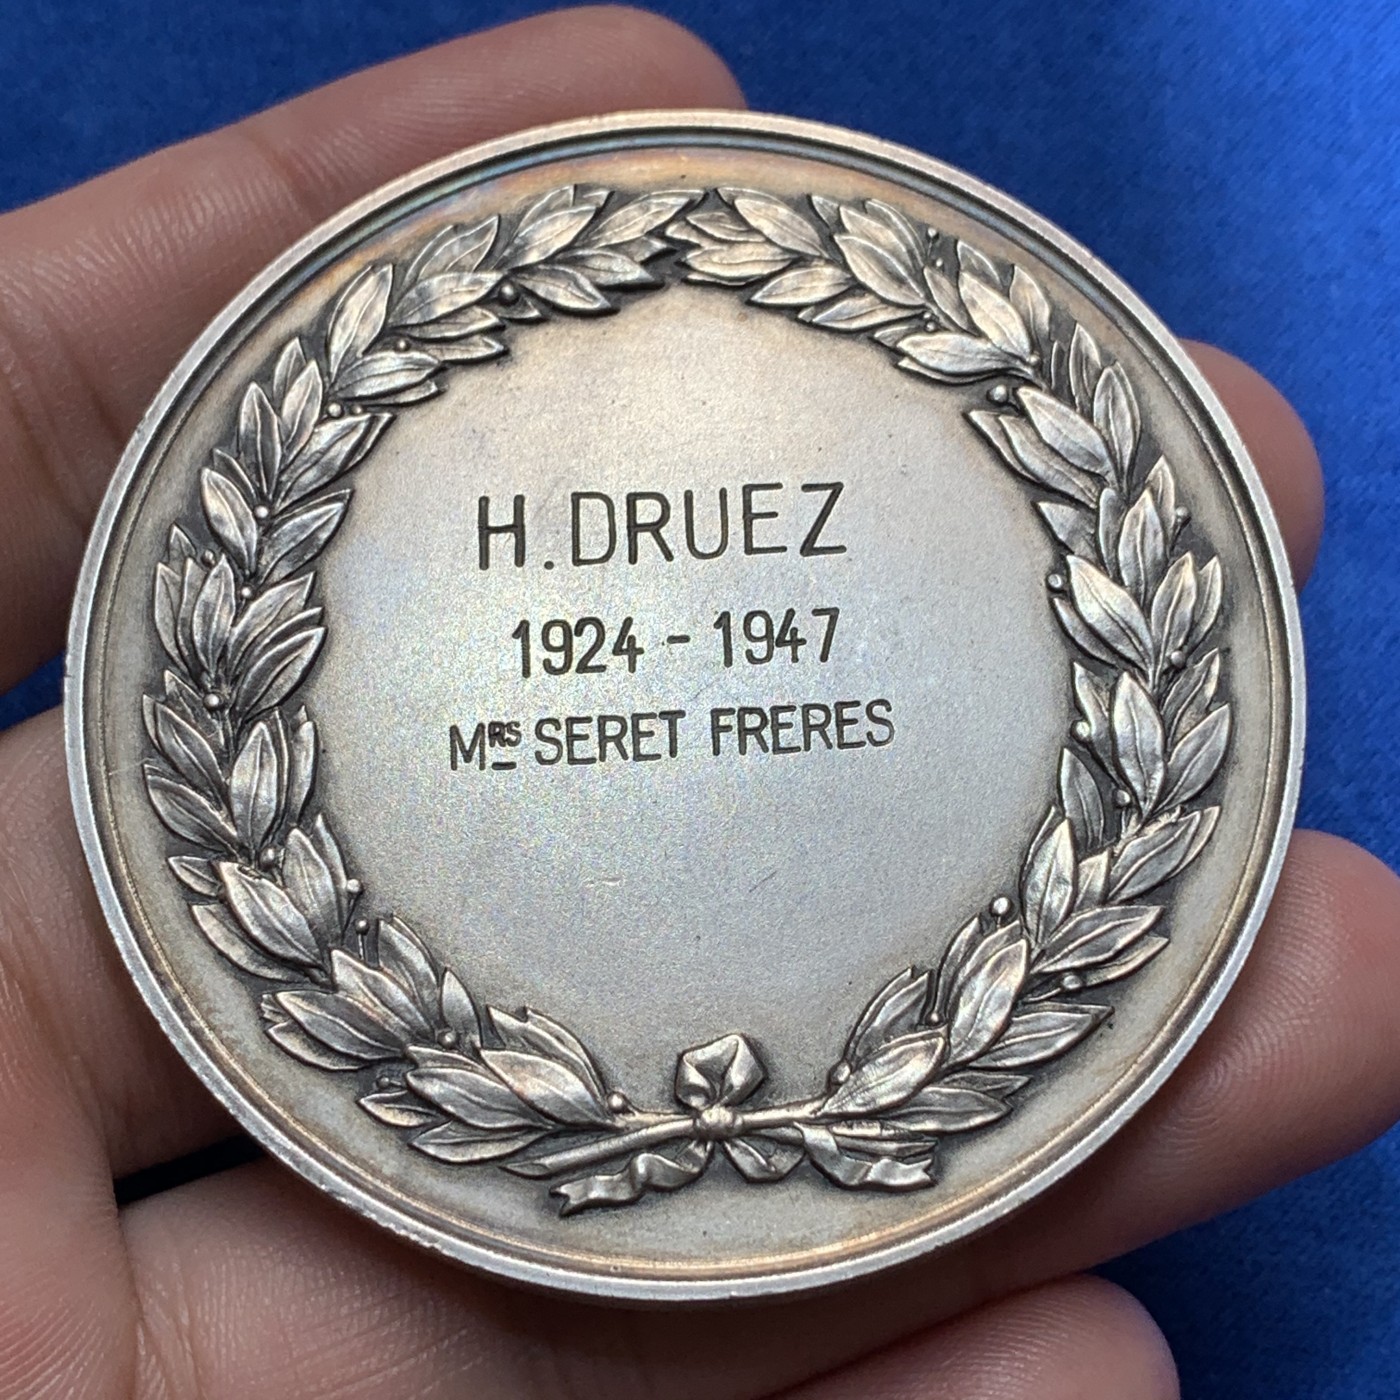 H. DRUEZ
1924 - 1947
MRS SERET FRERES